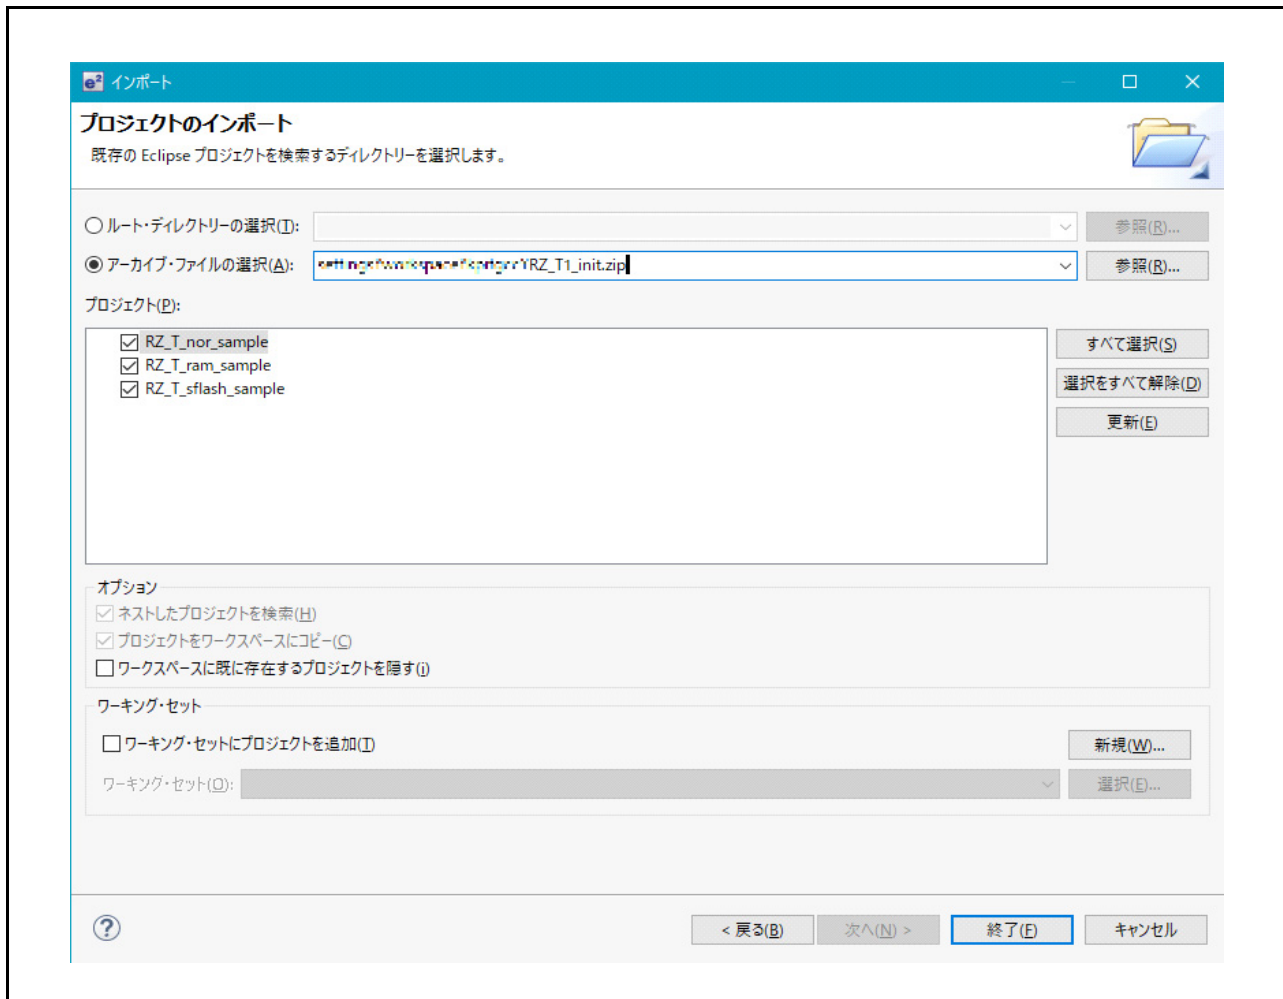 e² インポート
プロジェクトのインポート
既存の Eclipse プロジェクトを検索するディレクトリーを選択します。
ルート・ディレクトリーの選択(T): 参照(R)...
アーカイブ・ファイルの選択(A): RZ_T1_init.zip 参照(R)...
プロジェクト(P):
RZ_T_nor_sample すべて選択(S)
RZ_T_ram_sample
RZ_T_sflash_sample 選択をすべて解除(D)
更新(E)
オプション
ネストしたプロジェクトを検索(H)
プロジェクトをワークスペースにコピー(C)
ワークスペースに既に存在するプロジェクトを隠す(i)
ワーキング・セット
ワーキング・セットにプロジェクトを追加(T) 新規(W)...
ワーキング・セット(O): 選択(E)...
? < 戻る(B) 次へ(N) > 終了(F) キャンセル